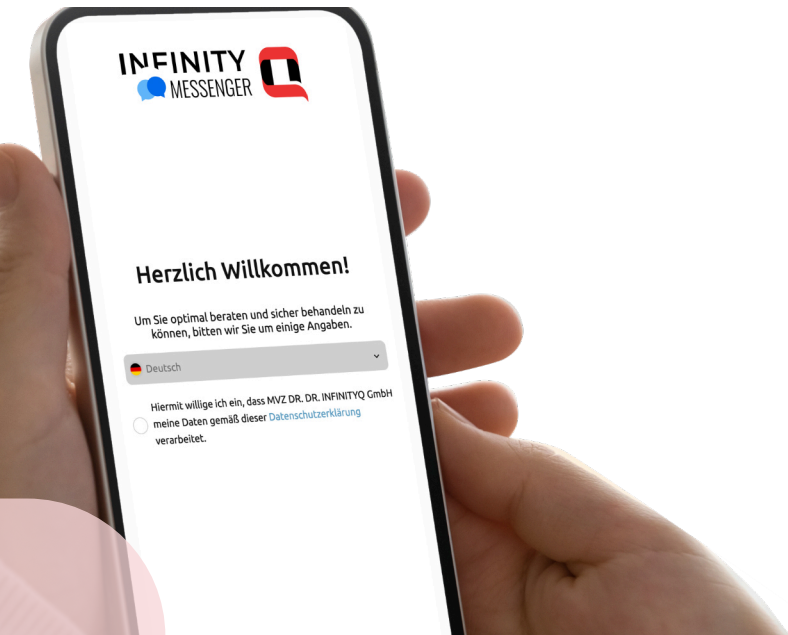 INFINITY
MESSENGER
Herzlich Willkommen!
Um Sie optimal beraten und sicher behandeln zu
können, bitten wir Sie um einige Angaben.
Deutsch
Hiermit willige ich ein, dass MVZ DR. DR. INFINITYQ GmbH
meine Daten gemäß dieser Datenschutzerklärung
verarbeitet.